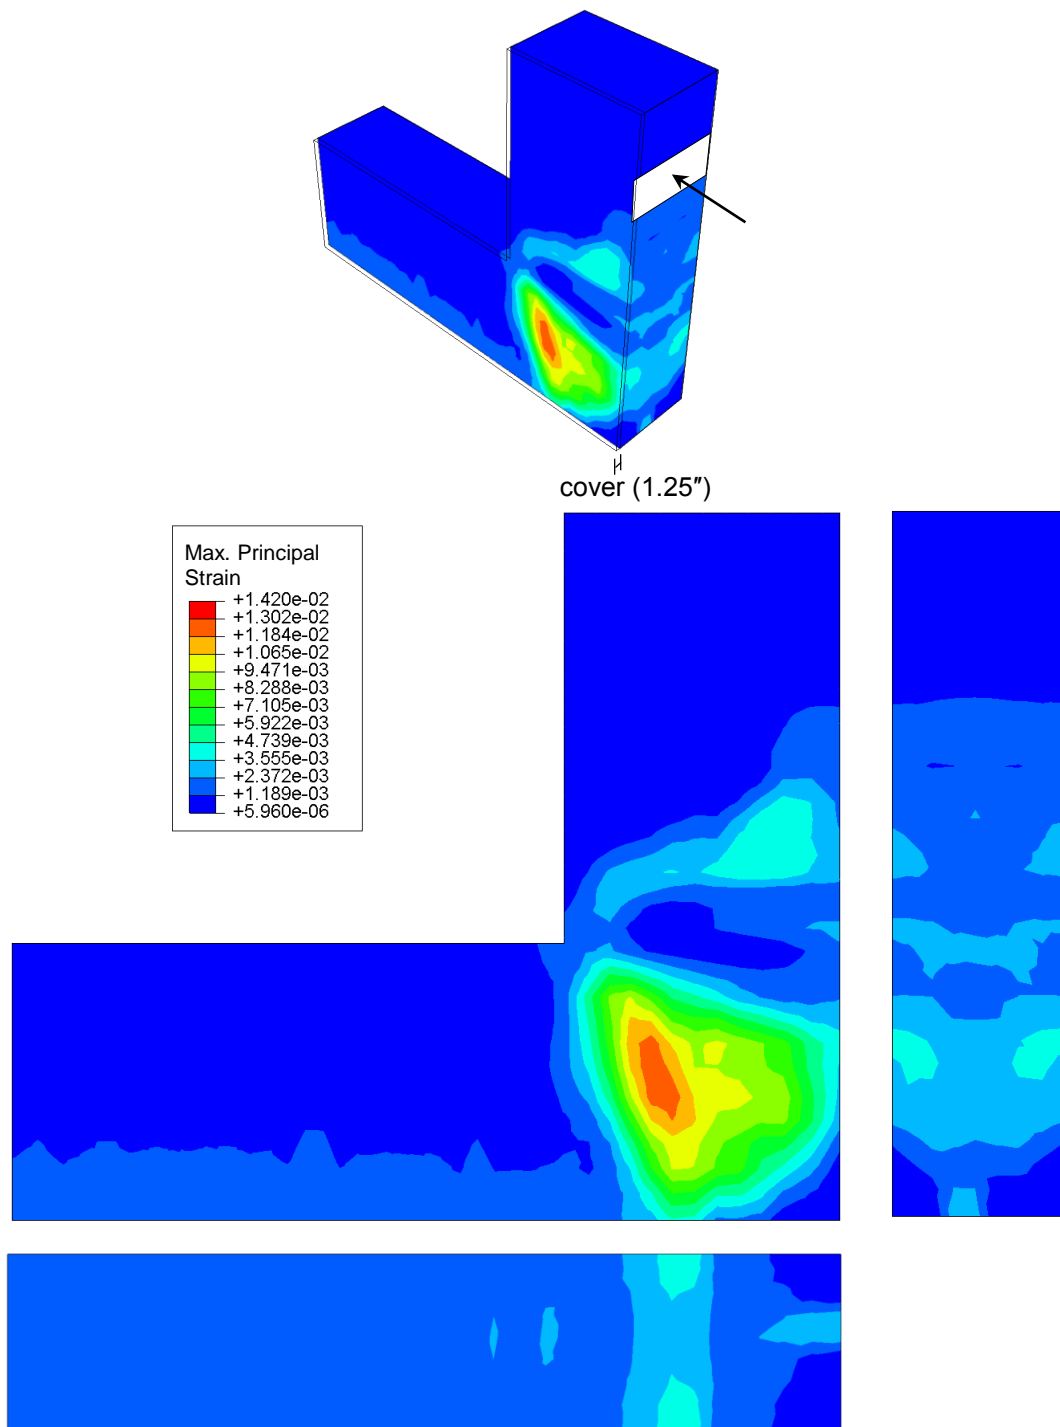 cover (1.25″)
Max. Principal
Strain
+1.420e-02
+1.302e-02
+1.184e-02
+1.065e-02
+9.471e-03
+8.288e-03
+7.105e-03
+5.922e-03
+4.739e-03
+3.555e-03
+2.372e-03
+1.189e-03
+5.960e-06